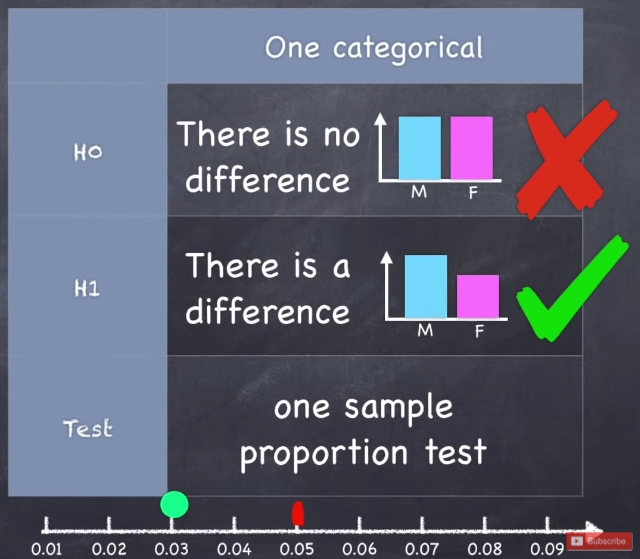 One categorical
H0
There is no
difference
M F
H1
There is a
difference
M F
Test
one sample
proportion test
0.01 0.02 0.03 0.04 0.05 0.06 0.07 0.08 0.09
Subscribe